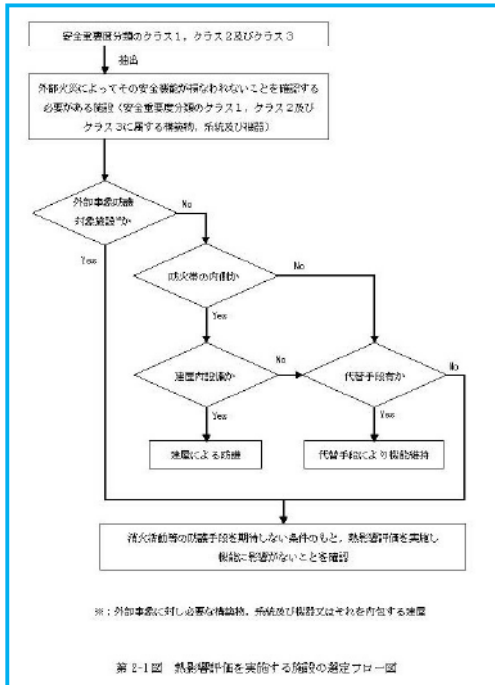 安全重要度分類のクラス1,クラス2及びクラス3
抽出
外部火災によってその安全機能が損なわれないことを確認する
必要がある施設(安全重要度分類のクラス1,クラス2及び
クラス3に属する構築物,系統及び機器)
外部事象防護
対象施設※か
No
Yes
防火帯の内側か
No
Yes
建屋内設備か
No
代替手段有か
No
Yes
Yes
建屋による防護
代替手段により機能維持
消火活動等の防護手段を期待しない条件のもと,熱影響評価を実施し
機能に影響がないことを確認
※:外部事象に対し必要な構築物,系統及び機器又はそれを内包する建屋
第2-1図 熱影響評価を実施する施設の選定フロー図